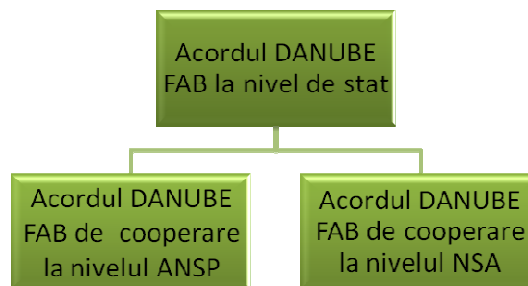 Acordul DANUBE
FAB la nivel de stat
Acordul DANUBE
FAB de cooperare
la nivelul ANSP
Acordul DANUBE
FAB de cooperare
la nivelul NSA